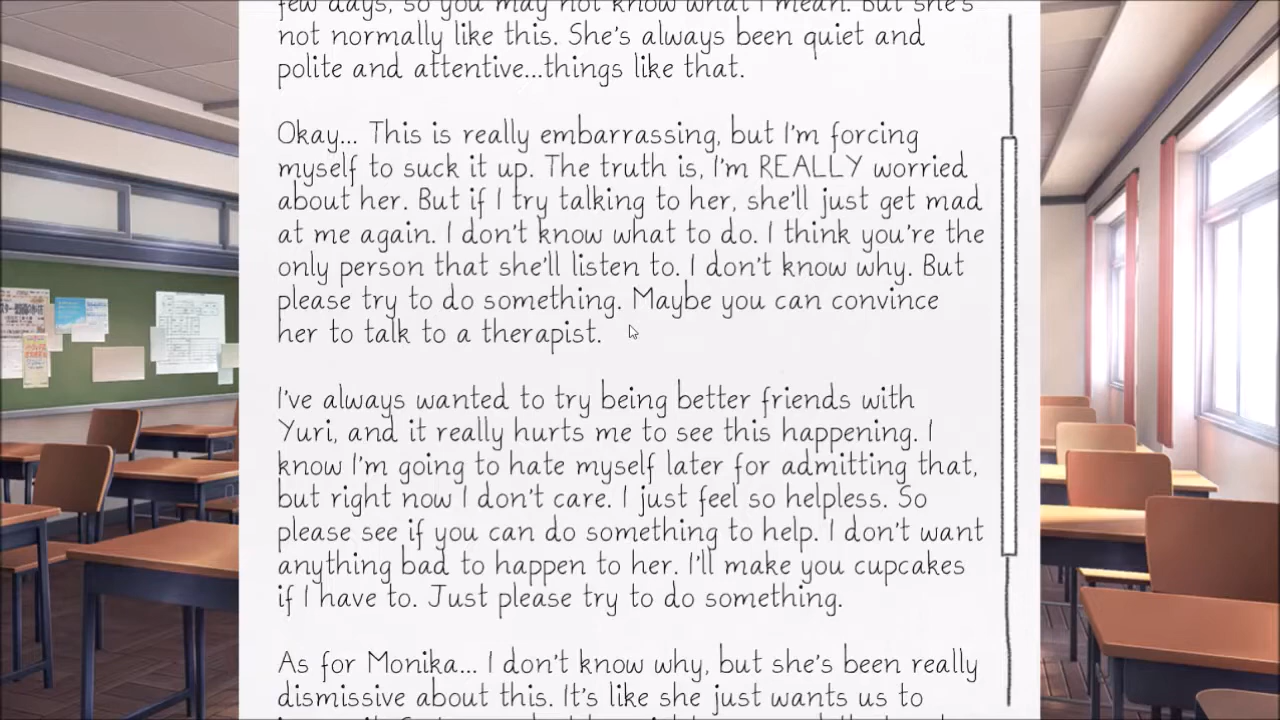 few days, so you may not know what I mean. But she's
not normally like this. She's always been quiet and
polite and attentive...things like that.
Okay... This is really embarrassing, but I'm forcing
myself to suck it up. The truth is, I'm REALLY worried
about her. But if I try talking to her, she'll just get mad
at me again. I don't know what to do. I think you're the
only person that she'll listen to. I don't know why. But
please try to do something. Maybe you can convince
her to talk to a therapist.
I've always wanted to try being better friends with
Yuri, and it really hurts me to see this happening. I
know I'm going to hate myself later for admitting that,
but right now I don't care. I just feel so helpless. So
please see if you can do something to help. I don't want
anything bad to happen to her. I'll make you cupcakes
if I have to. Just please try to do something.
As for Monika... I don't know why, but she's been really
dismissive about this. It's like she just wants us to